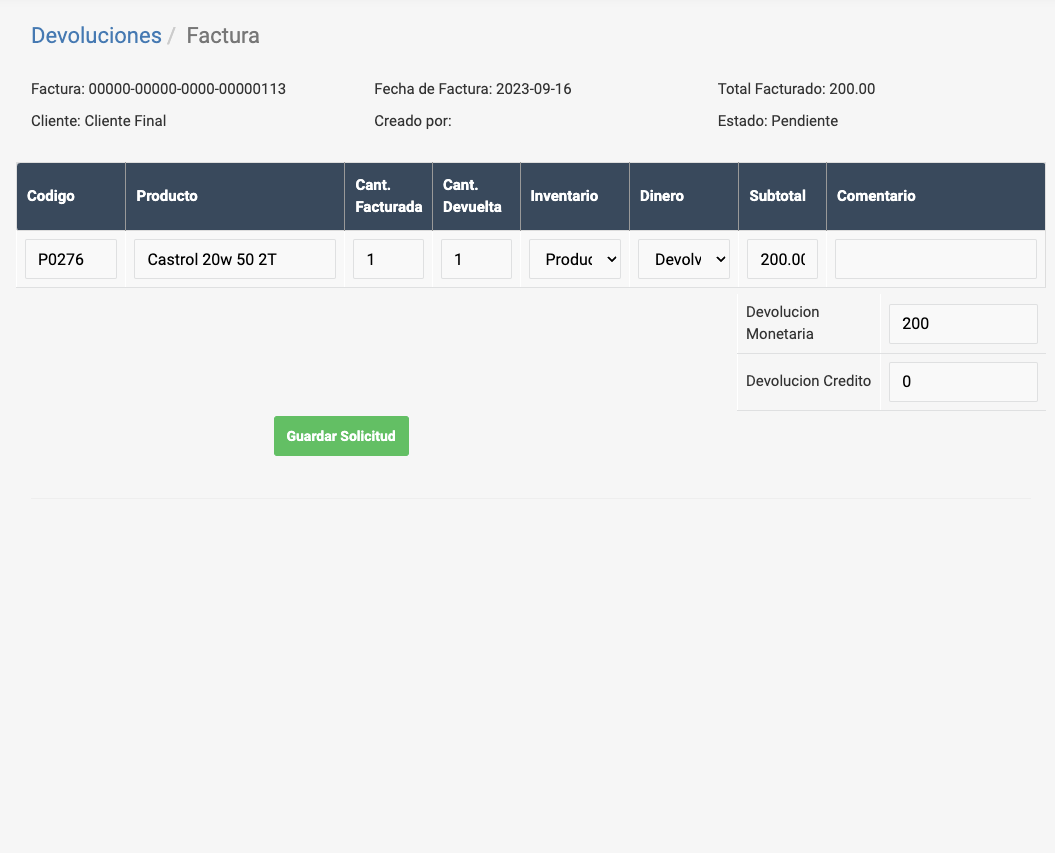 Devoluciones / Factura
Factura: 00000-00000-0000-00000113
Fecha de Factura: 2023-09-16
Total Facturado: 200.00
Cliente: Cliente Final
Creado por:
Estado: Pendiente
Codigo
Producto
Cant.
Facturada
Cant.
Devuelta
Inventario
Dinero
Subtotal
Comentario
P0276
Castrol 20w 50 2T
1
1
Produc
Devolv
200.00
Devolucion
Monetaria
200
Devolucion Credito
0
Guardar Solicitud